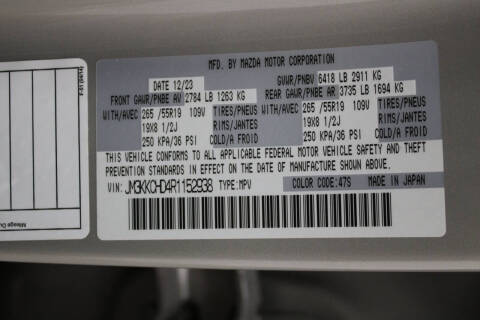 MFD. BY MAZDA MOTOR CORPORATION
DATE 12/23 GVWR/PNBV 6418 LB 2911 KG
FRONT GAWR/PNBE AV 2784 LB 1263 KG REAR GAWR/PNBE AR 3735 LB 1694 KG
WITH/AVEC 265 /55R19 109V TIRES/PNEUS WITH/AVEC 265 /55R19 109V TIRES/PNEUS
19X8 1/2J RIMS/JANTES 19X8 1/2J RIMS/JANTES
250 KPA/36 PSI COLD/A FROID 250 KPA/36 PSI COLD/A FROID
THIS VEHICLE CONFORMS TO ALL APPLICABLE FEDERAL MOTOR VEHICLE SAFETY AND THEFT
PREVENTION STANDARDS IN EFFECT ON THE DATE OF MANUFACTURE SHOWN ABOVE.
VIN: JM3KKCHD4R1152938 TYPE:MPV COLOR CODE:47S MADE IN JAPAN